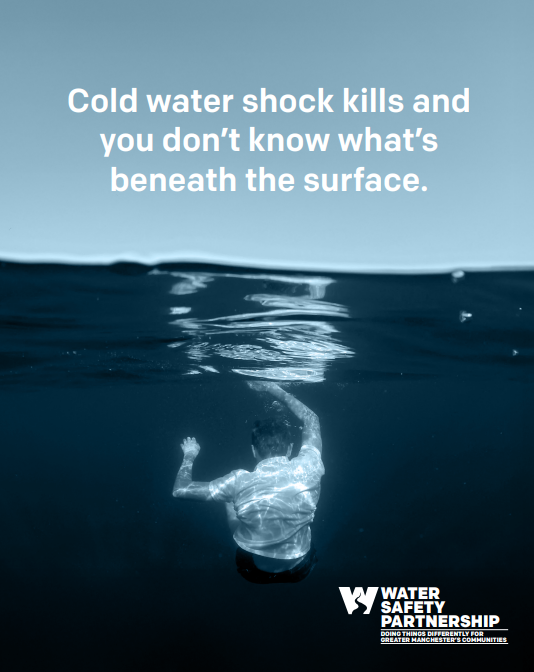 Cold water shock kills and
you don't know what's
beneath the surface.
WATER
SAFETY
PARTNERSHIP
DOING THINGS DIFFERENTLY FOR
GREATER MANCHESTER'S COMMUNITIES